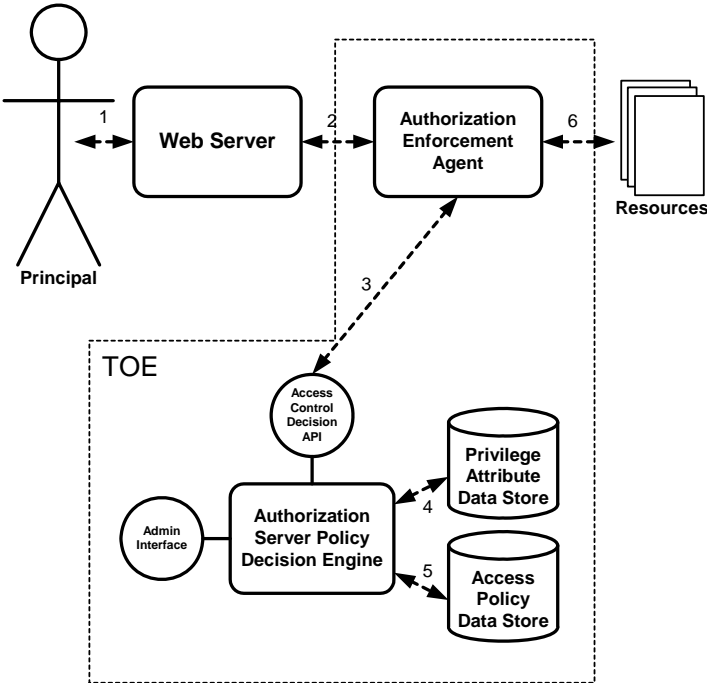 1
Web Server
2
Authorization
Enforcement
Agent
6
Resources
Principal
3
TOE
Access
Control
Decision
API
Privilege
Attribute
Data Store
4
Admin
Interface
Authorization
Server Policy
Decision Engine
5
Access
Policy
Data Store